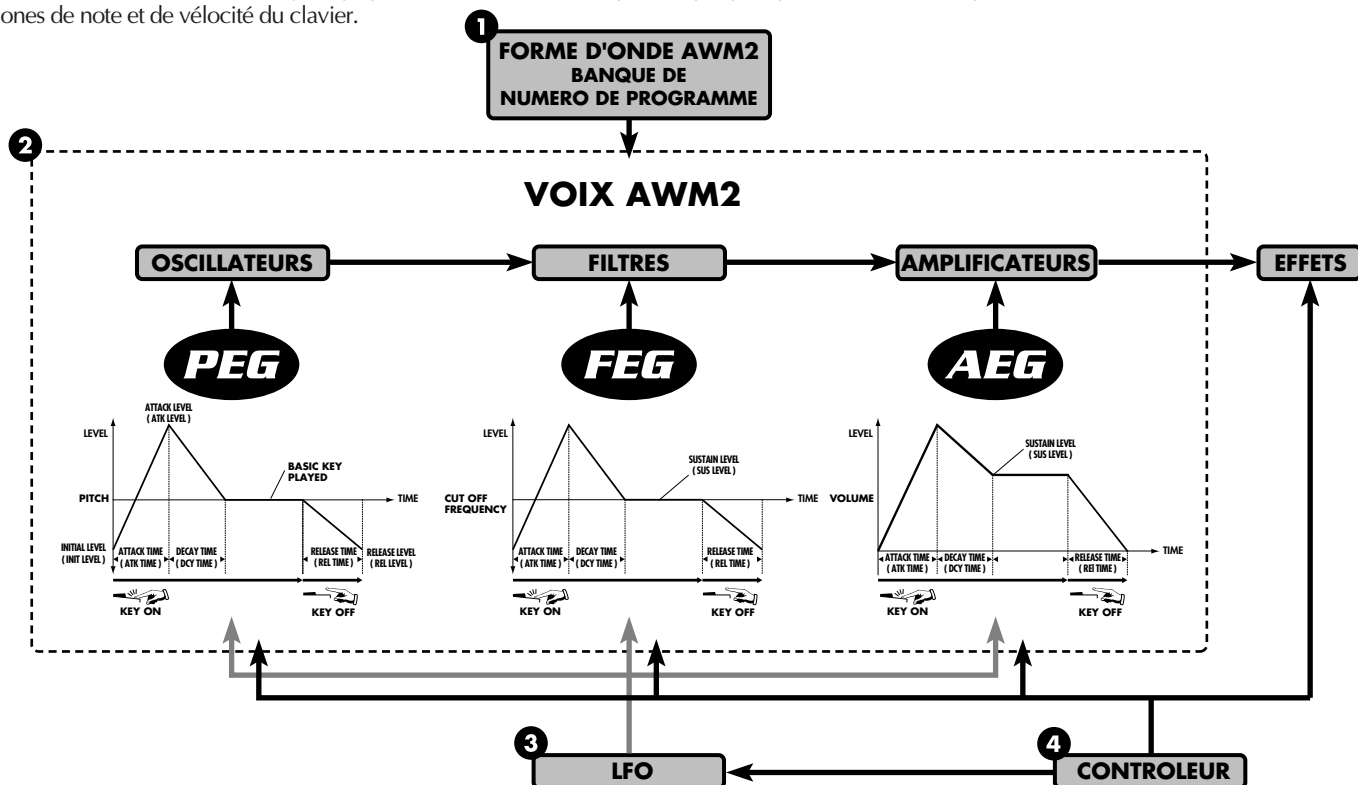 ones de note et de vélocité du clavier.
1
FORME D'ONDE AWM2
BANQUE DE
NUMERO DE PROGRAMME
2
VOIX AWM2
OSCILLATEURS
FILTRES
AMPLIFICATEURS
EFFETS
PEG
FEG
AEG
ATTACK LEVEL
( ATK LEVEL )
LEVEL
BASIC KEY
PLAYED
PITCH
TIME
INITIAL LEVEL
( INIT LEVEL )
ATTACK TIME
( ATK TIME )
DECAY TIME
( DCY TIME )
RELEASE TIME
( REL TIME )
RELEASE LEVEL
( REL LEVEL )
KEY ON
KEY OFF
LEVEL
SUSTAIN LEVEL
( SUS LEVEL )
CUT OFF
FREQUENCY
TIME
ATTACK TIME
( ATK TIME )
DECAY TIME
( DCY TIME )
RELEASE TIME
( REL TIME )
KEY ON
KEY OFF
LEVEL
SUSTAIN LEVEL
( SUS LEVEL )
VOLUME
TIME
ATTACK TIME
( ATK TIME )
DECAY TIME
( DCY TIME )
RELEASE TIME
( REl TIME )
KEY ON
KEY OFF
3
LFO
4
CONTROLEUR